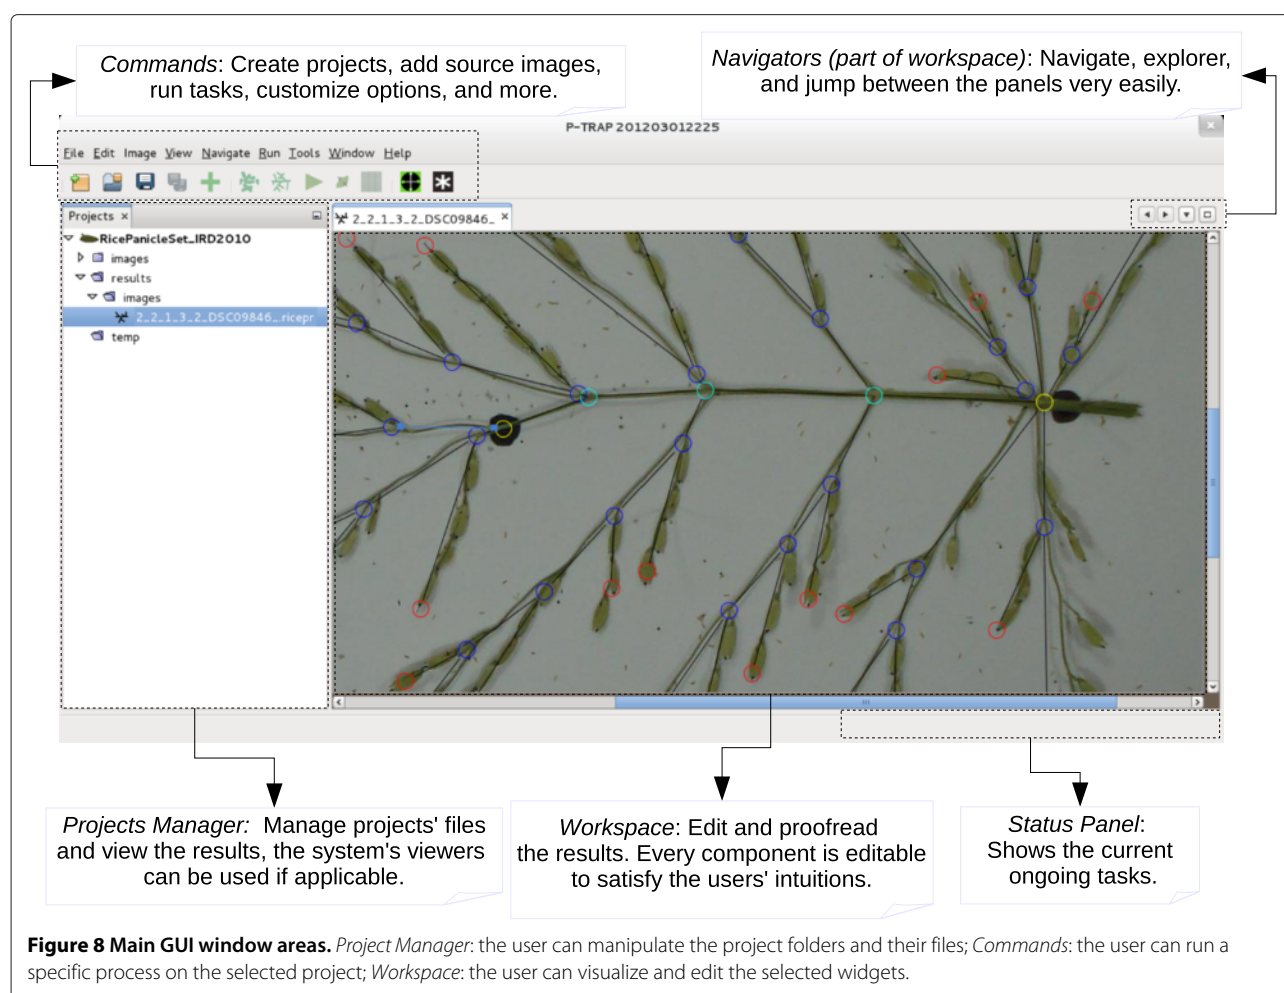 Commands: Create projects, add source images,
run tasks, customize options, and more.
Navigators (part of workspace): Navigate, explorer,
and jump between the panels very easily.
P-TRAP 201203012225
File Edit Image View Navigate Run Tools Window Help
Projects
2_2_1_3_2_DSC09846_
RicePanicleSet_IRD2010
images
results
images
2_2_1_3_2_DSC09846_.ricepr
temp
Projects Manager: Manage projects' files
and view the results, the system's viewers
can be used if applicable.
Workspace: Edit and proofread
the results. Every component is editable
to satisfy the users' intuitions.
Status Panel:
Shows the current
ongoing tasks.
Figure 8 Main GUI window areas. Project Manager: the user can manipulate the project folders and their files; Commands: the user can run a
specific process on the selected project; Workspace: the user can visualize and edit the selected widgets.